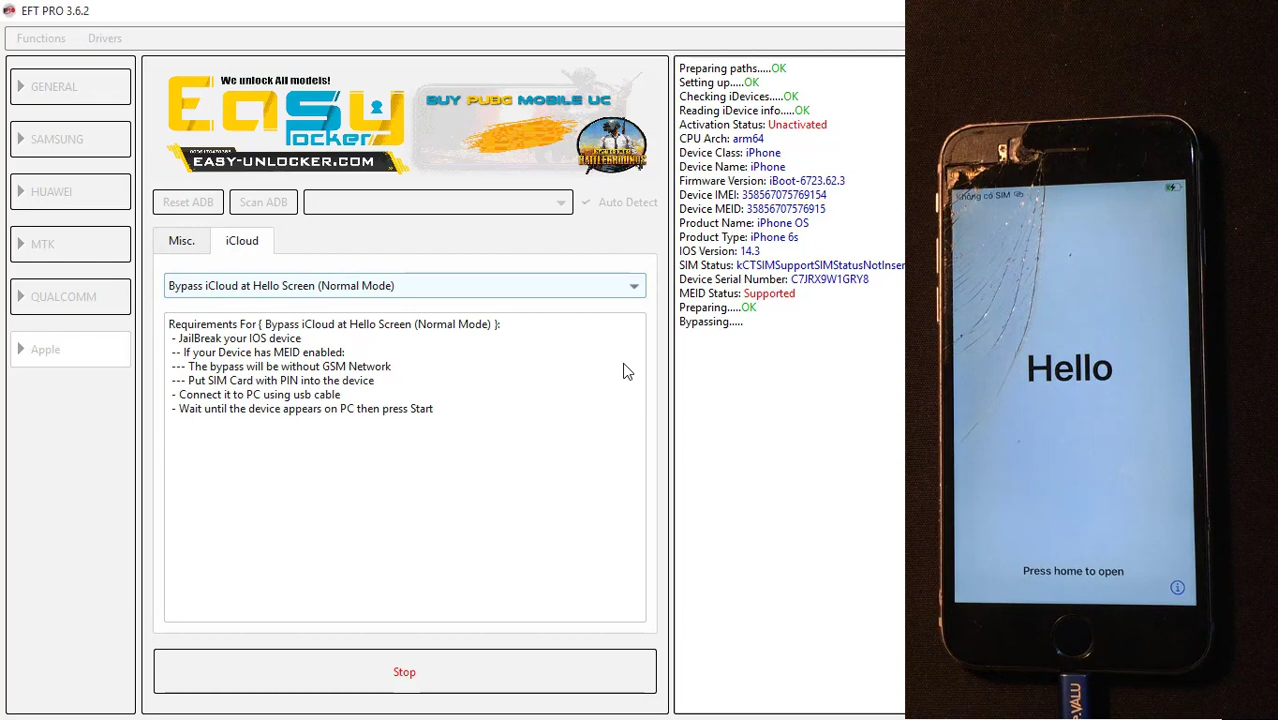 EFT PRO 3.6.2
Functions
Drivers
GENERAL
SAMSUNG
HUAWEI
MTK
QUALCOMM
Apple
We unlock All models!
Easy
locker
EASY-UNLOCKER.COM
BUY PUBG MOBILE UC
BATTLEGROUNDS
Reset ADB
Scan ADB
Auto Detect
Misc.
iCloud
Bypass iCloud at Hello Screen (Normal Mode)
Requirements For { Bypass iCloud at Hello Screen (Normal Mode) }:
- JailBreak your IOS device
-- If your Device has MEID enabled:
--- The bypass will be without GSM Network
--- Put SIM Card with PIN into the device
- Connect it to PC using usb cable
- Wait until the device appears on PC then press Start
Stop
Preparing paths.....OK
Setting up.....OK
Checking iDevices.....OK
Reading iDevice info.....OK
Activation Status: Unactivated
CPU Arch: arm64
Device Class: iPhone
Device Name: iPhone
Firmware Version: iBoot-6723.62.3
Device IMEI: 358567075769154
Device MEID: 35856707576915
Product Name: iPhone OS
Product Type: iPhone 6s
IOS Version: 14.3
SIM Status: kCTSIMSupportSIMStatusNotInser
Device Serial Number: C7JRX9W1GRY8
MEID Status: Supported
Preparing.....OK
Bypassing.....
Không có SIM
Hello
Press home to open
VALU